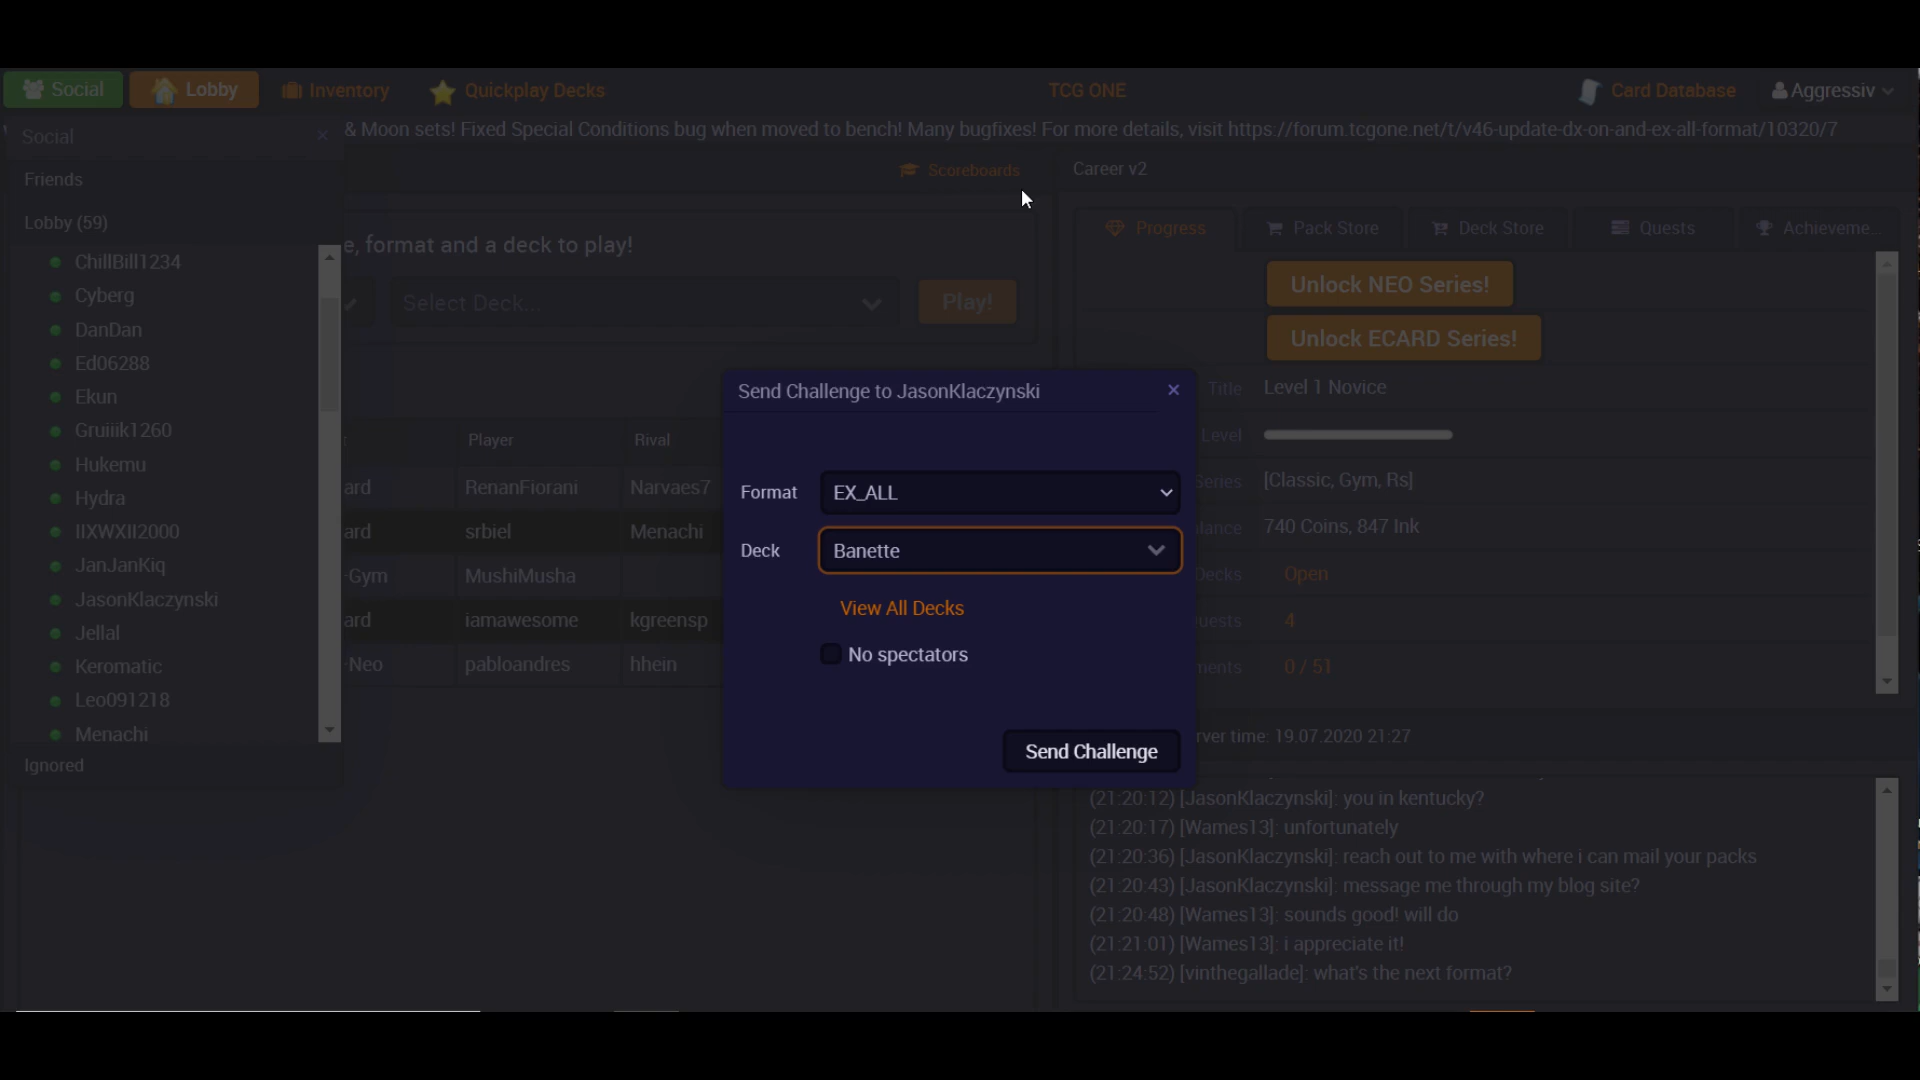 Social
Lobby
Inventory
Quickplay Decks
TCG ONE
Card Database
Aggressiv
& Moon sets! Fixed Special Conditions bug when moved to bench! Many bugfixes! For more details, visit https://forum.tcgone.net/t/v46-update-dx-on-and-ex-all-format/10320/7
Social
Friends
Lobby (59)
ChillBill1234
Cyberg
DanDan
Ed06288
Ekun
Gruiiik1260
Hukemu
Hydra
IIXWXII2000
JanJanKiq
JasonKlaczynski
Jellal
Keromatic
Leo091218
Menachi
Ignored
Scoreboards
e, format and a deck to play!
Select Deck...
Play!
Player
Rival
ard
RenanFiorani
Narvaes7
ard
srbiel
Menachi
-Gym
MushiMusha
ard
iamawesome
kgreensp
-Neo
pabloandres
hhein
Send Challenge to JasonKlaczynski
Format
EX_ALL
Deck
Banette
View All Decks
No spectators
Send Challenge
Career v2
Progress
Pack Store
Deck Store
Quests
Achieveme...
Unlock NEO Series!
Unlock ECARD Series!
Title
Level 1 Novice
Level
Series
[Classic, Gym, Rs]
lance
740 Coins, 847 Ink
Decks
Open
uests
4
ments
0 / 51
rver time: 19.07.2020 21:27
(21:20:12) [JasonKlaczynski]: you in kentucky?
(21:20:17) [Wames13]: unfortunately
(21:20:36) [JasonKlaczynski]: reach out to me with where i can mail your packs
(21:20:43) [JasonKlaczynski]: message me through my blog site?
(21:20:48) [Wames13]: sounds good! will do
(21:21:01) [Wames13]: i appreciate it!
(21:24:52) [vinthegallade]: what's the next format?